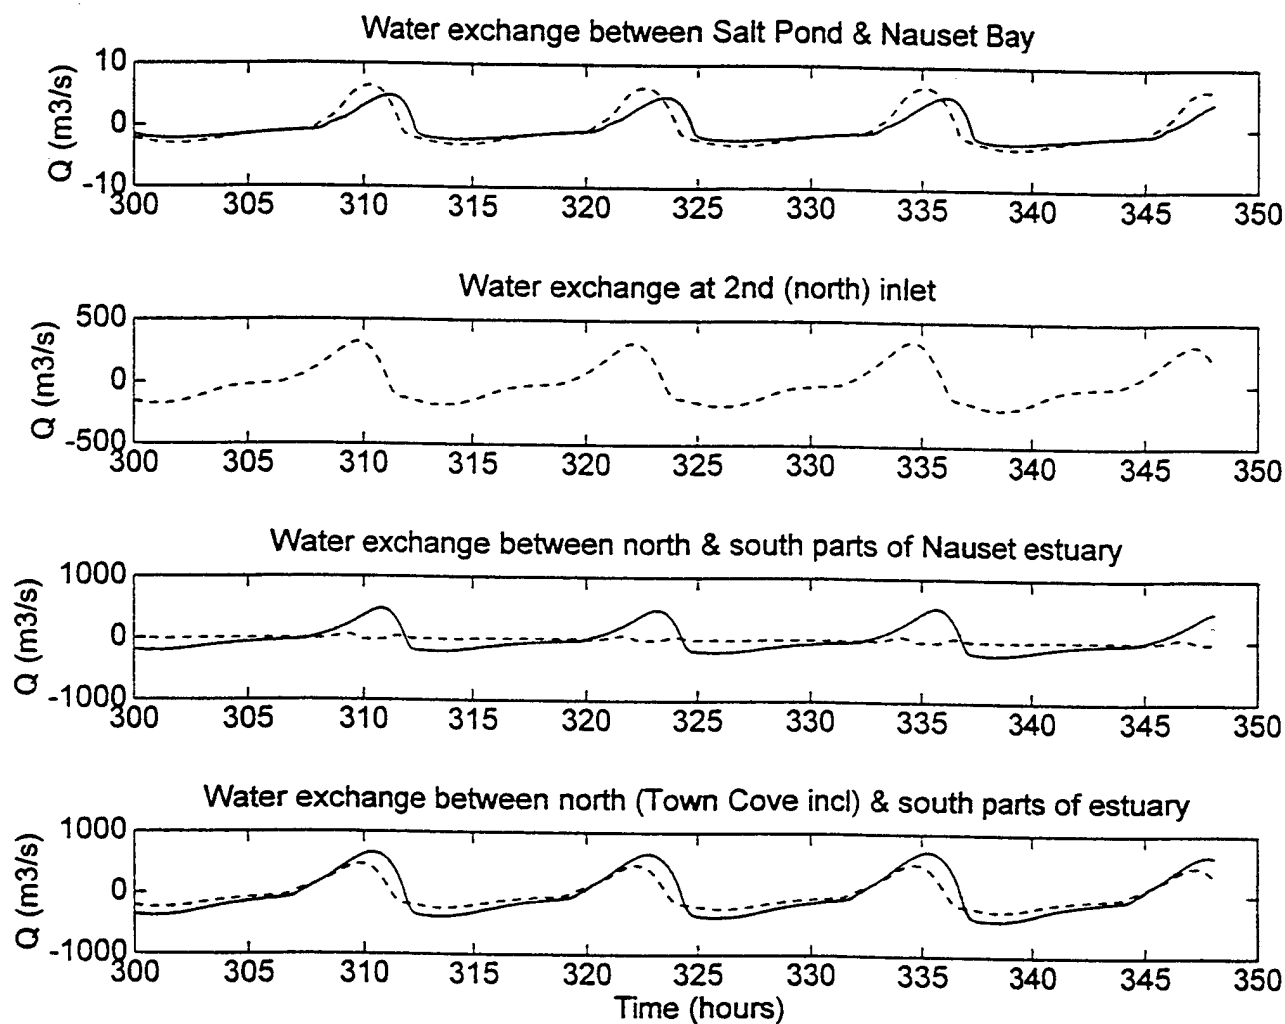 Water exchange between Salt Pond & Nauset Bay
10
0
-10
Q (m3/s)
300 305 310 315 320 325 330 335 340 345 350
Water exchange at 2nd (north) inlet
500
0
-500
Q (m3/s)
300 305 310 315 320 325 330 335 340 345 350
Water exchange between north & south parts of Nauset estuary
1000
0
-1000
Q (m3/s)
300 305 310 315 320 325 330 335 340 345 350
Water exchange between north (Town Cove incl) & south parts of estuary
1000
0
-1000
Q (m3/s)
300 305 310 315 320 325 330 335 340 345 350
Time (hours)